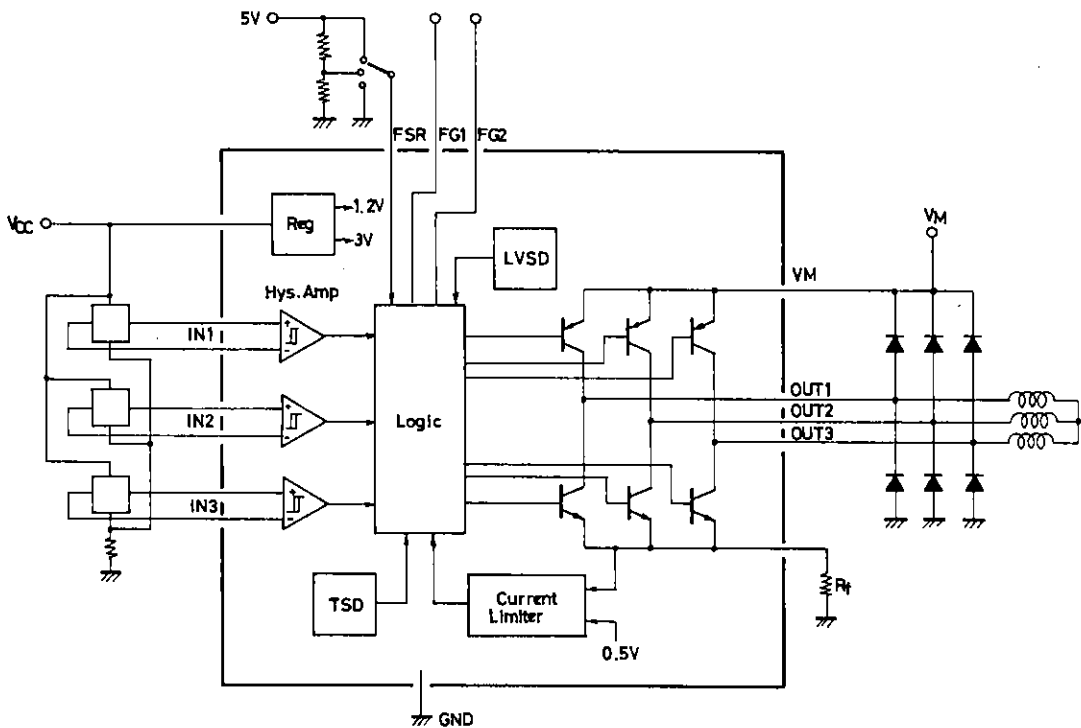 5V
FSR FG1 FG2
VCC
Reg
1.2V
3V
LVSD
VM
VM
Hys.Amp
IN1
IN2
IN3
Logic
OUT1
OUT2
OUT3
TSD
Current
Limiter
0.5V
Rf
GND